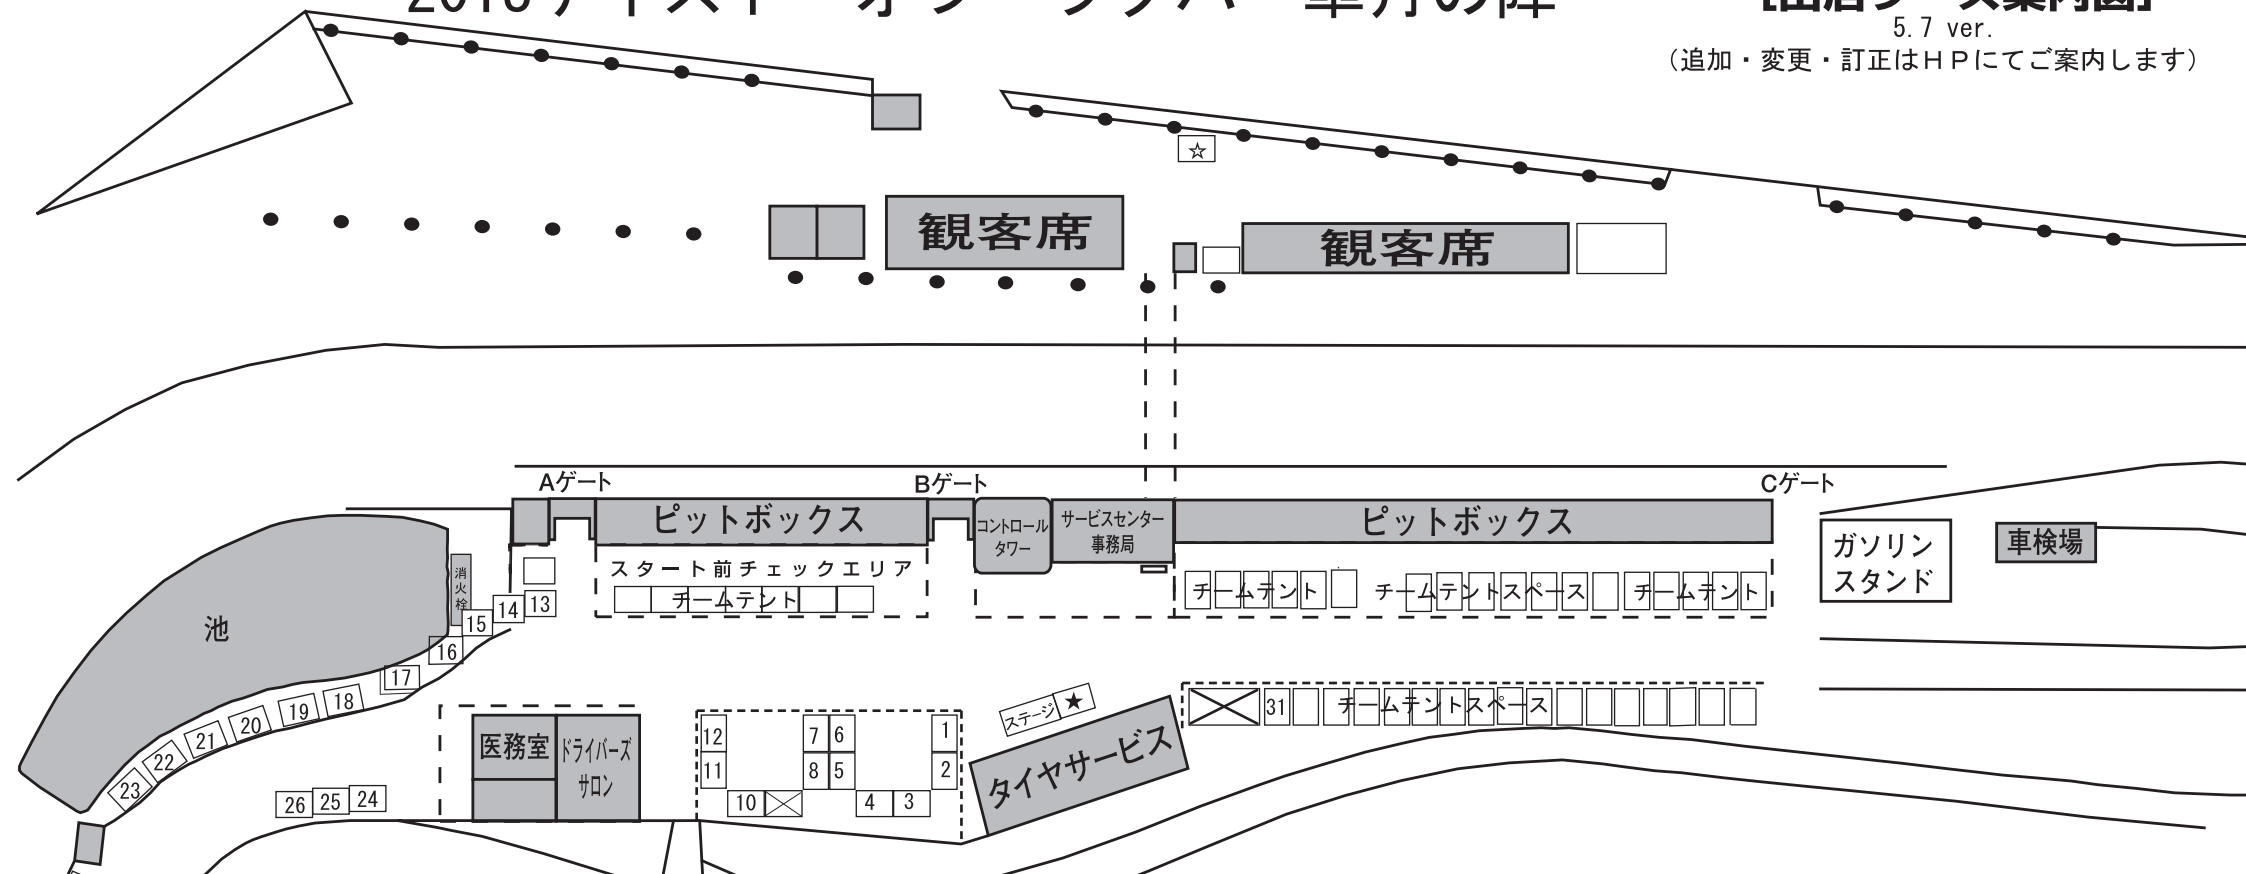 5.7 ver.
(追加・変更・訂正はＨＰにてご案内します)
☆
観客席
観客席
Aゲート
Bゲート
Cゲート
ピットボックス
コントロール
タワー
サービスセンター
事務局
ピットボックス
ガソリン
スタンド
車検場
スタート前チェックエリア
チームテント
チームテント
チームテントスペース
チームテント
消火栓
池
13
14
15
16
17
18
19
20
21
22
23
26
25
24
医務室
ドライバーズ
サロン
12
11
10
7
6
8
5
4
3
1
2
ステージ
★
タイヤサービス
31
チームテントスペース